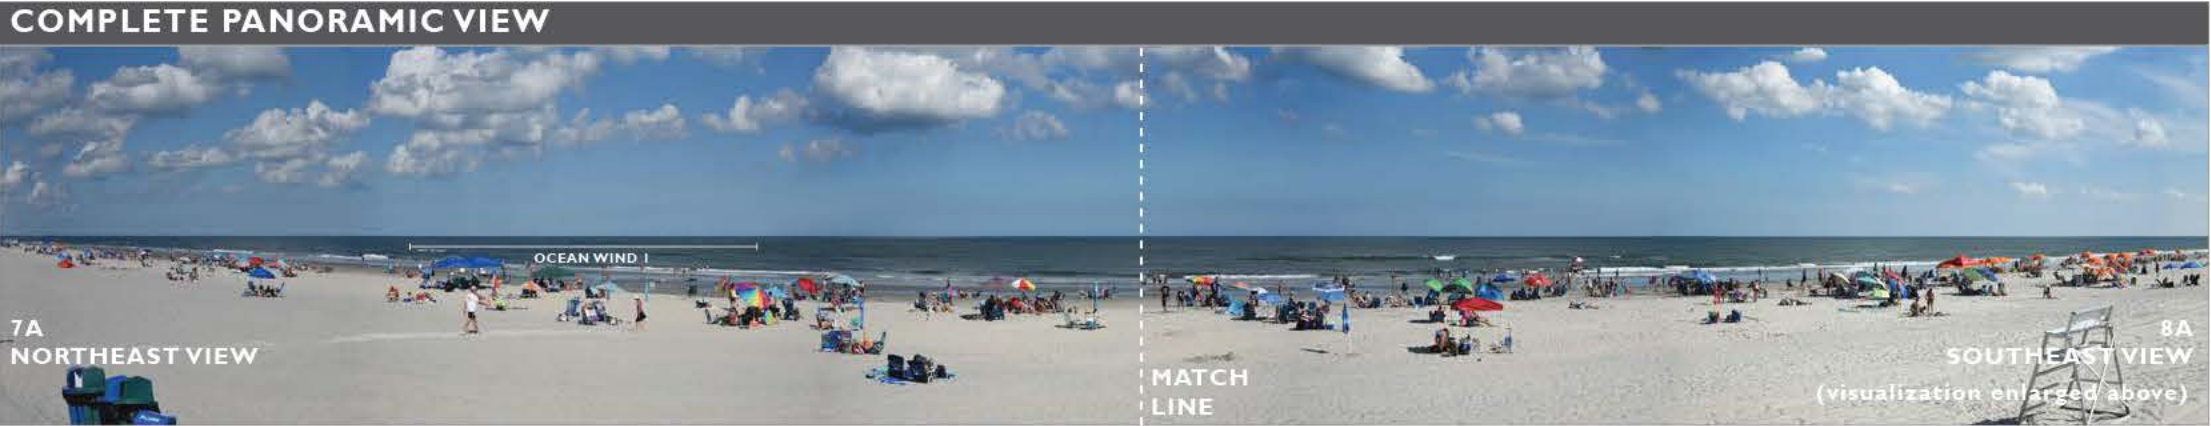 COMPLETE PANORAMIC VIEW
OCEAN WIND 1
7A
NORTHEAST VIEW
MATCH
LINE
8A
SOUTHEAST VIEW
(visualization enlarged above)